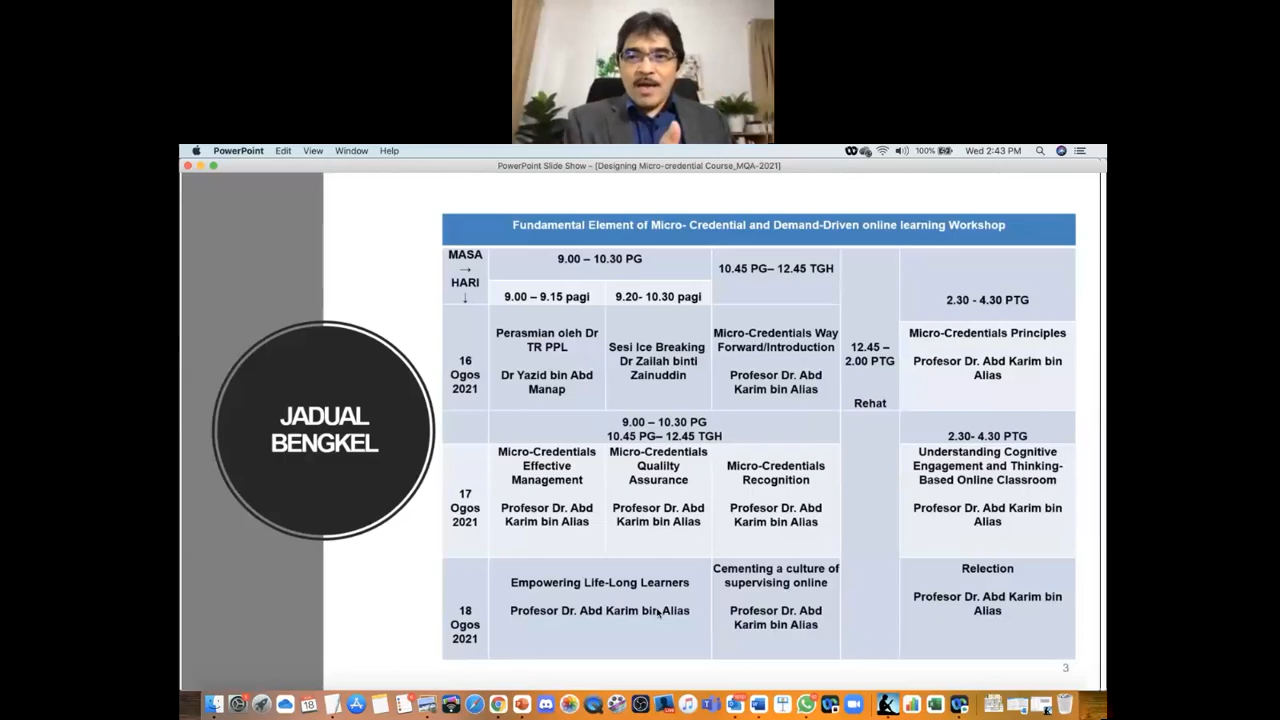 PowerPoint Edit View Window Help
100% Wed 2:43 PM
PowerPoint Slide Show – [Designing Micro-credential Course_MQA-2021]
JADUAL
BENGKEL
Fundamental Element of Micro- Credential and Demand-Driven online learning Workshop
MASA
→
HARI
↓
9.00 – 10.30 PG
10.45 PG– 12.45 TGH
9.00 – 9.15 pagi
9.20- 10.30 pagi
2.30 - 4.30 PTG
16
Ogos
2021
Perasmian oleh Dr
TR PPL
Dr Yazid bin Abd
Manap
Sesi Ice Breaking
Dr Zailah binti
Zainuddin
Micro-Credentials Way
Forward/Introduction
Profesor Dr. Abd
Karim bin Alias
12.45 –
2.00 PTG
Rehat
Micro-Credentials Principles
Profesor Dr. Abd Karim bin
Alias
9.00 – 10.30 PG
10.45 PG– 12.45 TGH
2.30- 4.30 PTG
17
Ogos
2021
Micro-Credentials
Effective
Management
Profesor Dr. Abd
Karim bin Alias
Micro-Credentials
Qualilty
Assurance
Profesor Dr. Abd
Karim bin Alias
Micro-Credentials
Recognition
Profesor Dr. Abd
Karim bin Alias
Understanding Cognitive
Engagement and Thinking-
Based Online Classroom
Profesor Dr. Abd Karim bin
Alias
18
Ogos
2021
Empowering Life-Long Learners
Profesor Dr. Abd Karim bin Alias
Cementing a culture of
supervising online
Profesor Dr. Abd
Karim bin Alias
Relection
Profesor Dr. Abd Karim bin
Alias
3
18